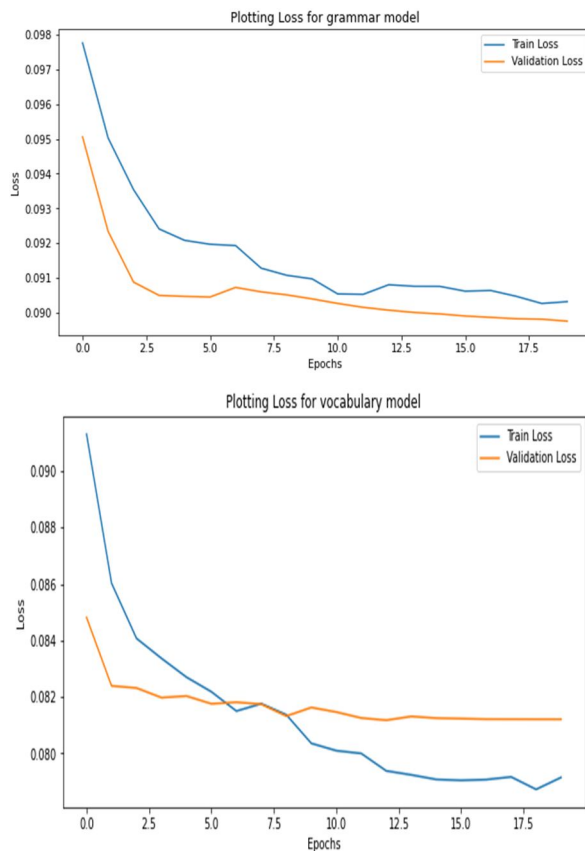 Plotting Loss for grammar model
0.098
0.097
0.096
0.095
0.094
0.093
0.092
0.091
0.090
Loss
Train Loss
Validation Loss
0.0 2.5 5.0 7.5 10.0 12.5 15.0 17.5
Epochs
Plotting Loss for vocabulary model
0.090
0.088
0.086
0.084
0.082
0.080
Loss
Train Loss
Validation Loss
0.0 2.5 5.0 7.5 10.0 12.5 15.0 17.5
Epochs